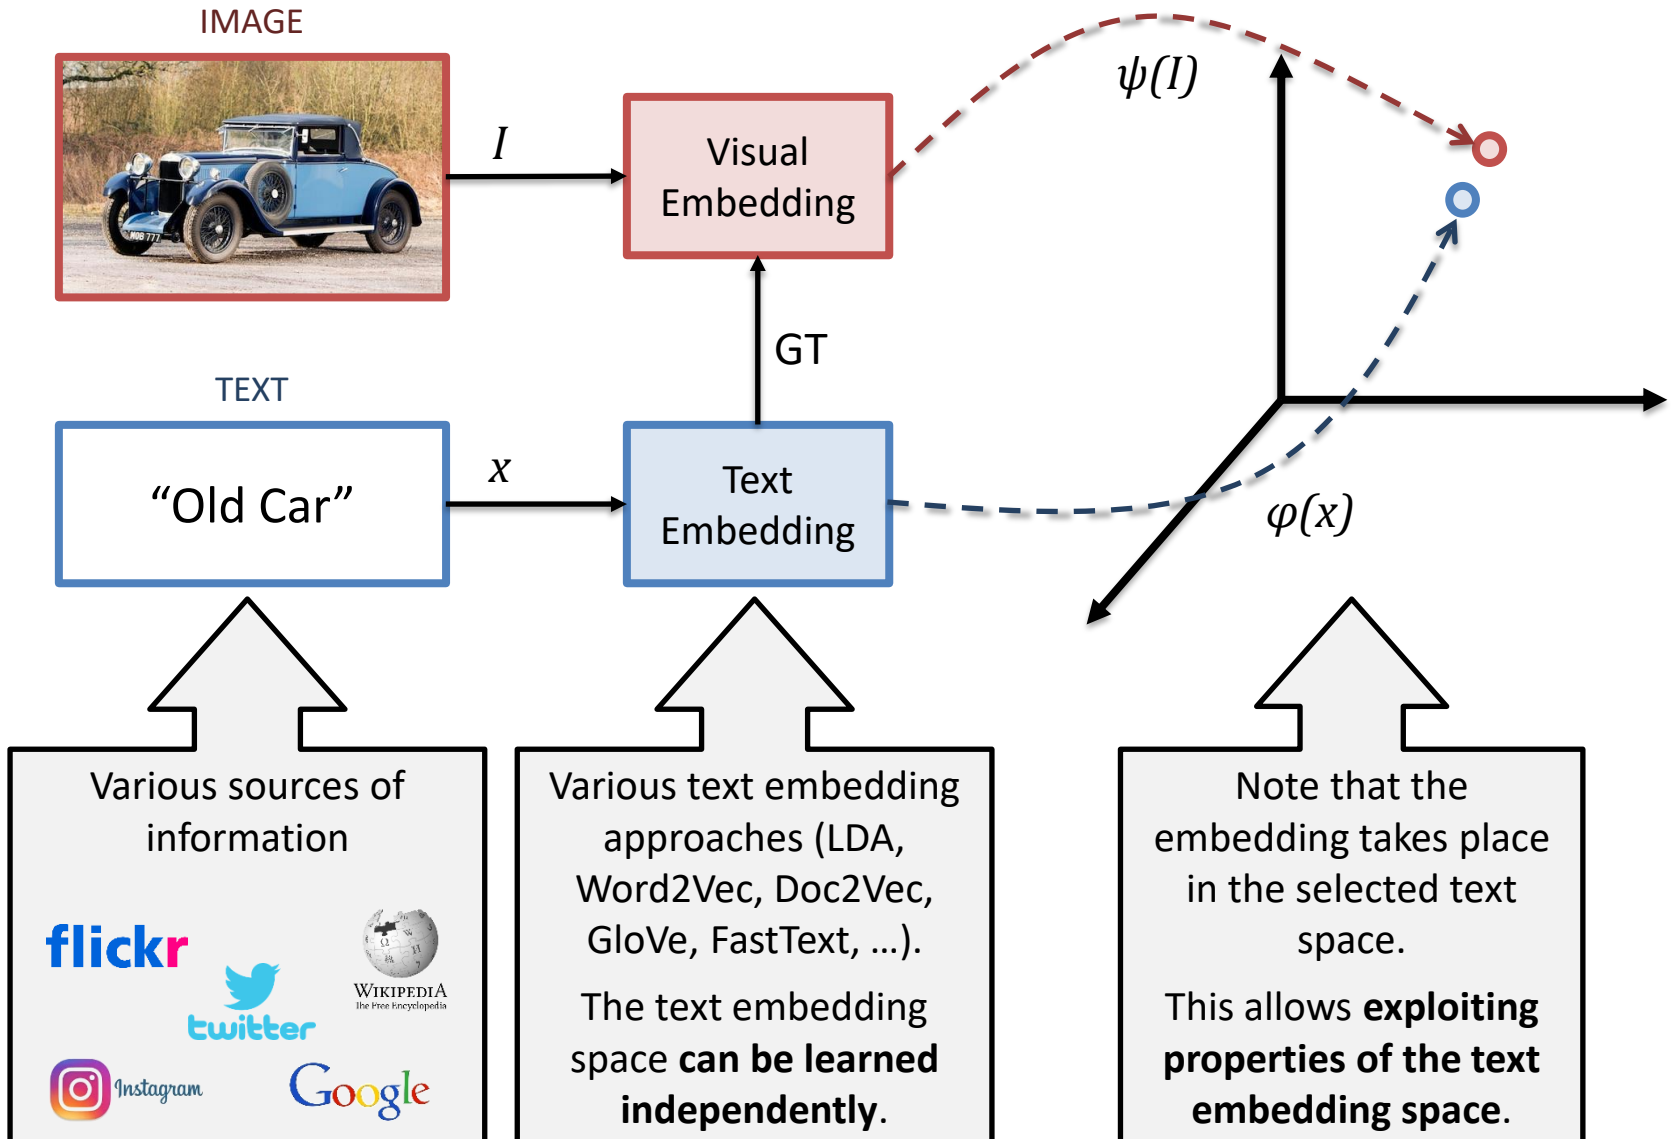 IMAGE
MOB 777
I
Visual
Embedding
ψ(I)
GT
TEXT
“Old Car”
x
Text
Embedding
φ(x)
Various sources of
information
flickr
WIKIPEDIA
The Free Encyclopedia
twitter
Instagram
Google
Various text embedding
approaches (LDA,
Word2Vec, Doc2Vec,
GloVe, FastText, …).
The text embedding
space can be learned
independently.
Note that the
embedding takes place
in the selected text
space.
This allows exploiting
properties of the text
embedding space.